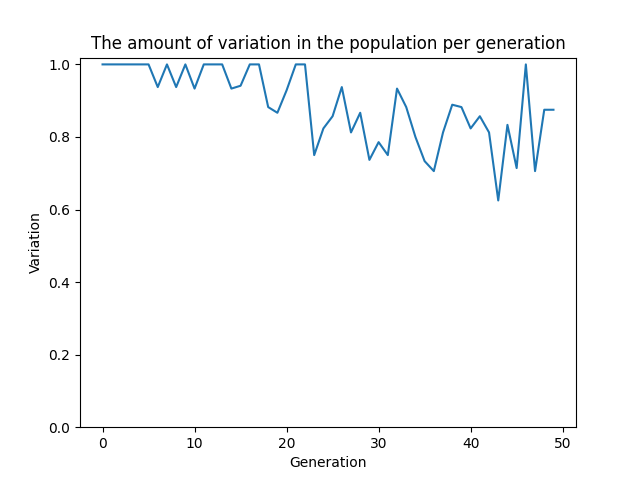 The amount of variation in the population per generation
1.0
0.8
0.6
0.4
0.2
0.0
Variation
0 10 20 30 40 50
Generation